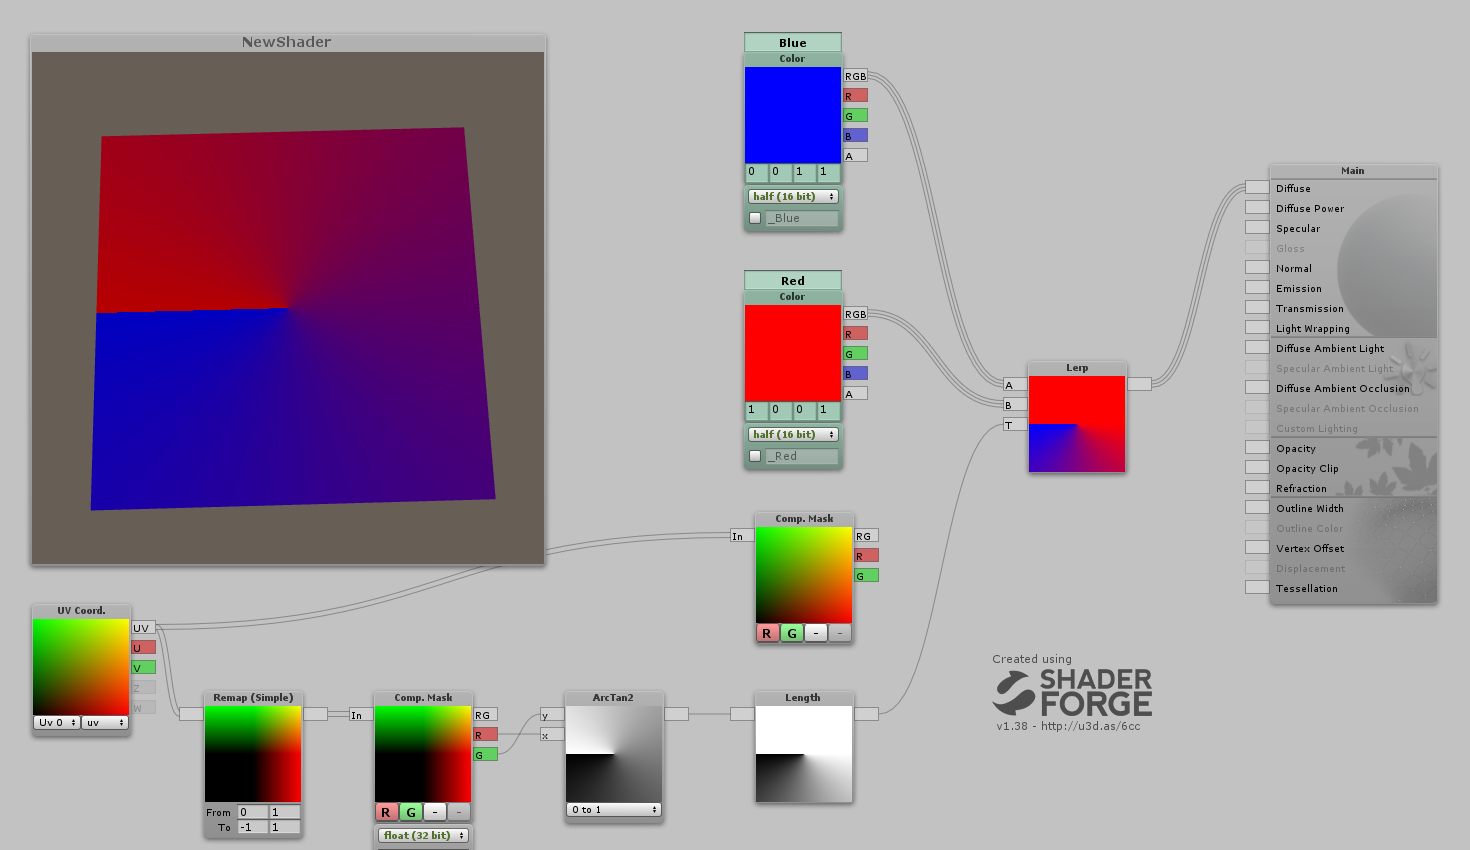 NewShader
Blue
Color
RGB
R
G
B
A
0 0 1 1
half (16 bit)
_Blue
Red
Color
RGB
R
G
B
A
1 0 0 1
half (16 bit)
_Red
Main
Diffuse
Diffuse Power
Specular
Gloss
Normal
Emission
Transmission
Light Wrapping
Diffuse Ambient Light
Specular Ambient Light
Diffuse Ambient Occlusion
Specular Ambient Occlusion
Custom Lighting
Opacity
Opacity Clip
Refraction
Outline Width
Outline Color
Vertex Offset
Displacement
Tessellation
Lerp
A
B
T
Comp. Mask
In
RG
R
G
R G - -
UV Coord.
UV
U
V
Z
W
Uv 0 uv
Remap (Simple)
From 0 1
To -1 1
Comp. Mask
In
RG
R
G
R G - -
float (32 bit)
ArcTan2
y
x
0 to 1
Length
Created using
SHADER
FORGE
v1.38 - http://u3d.as/6cc